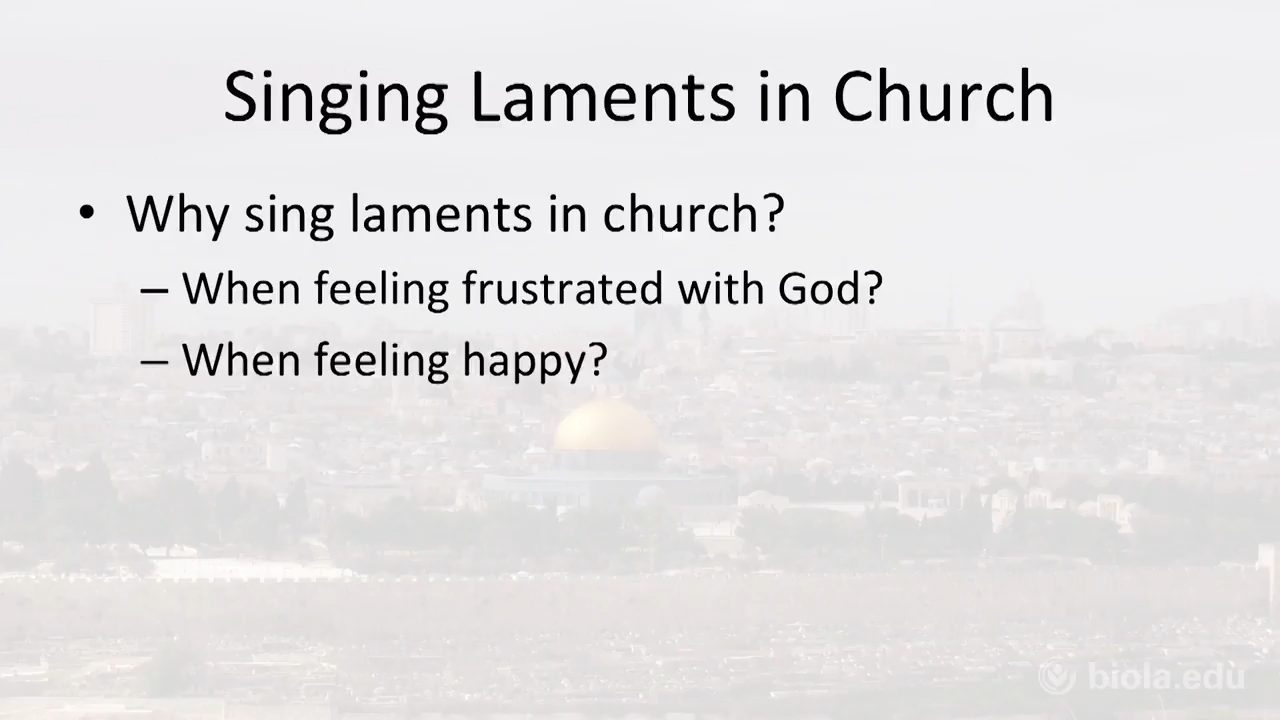 Singing Laments in Church
• Why sing laments in church?
– When feeling frustrated with God?
– When feeling happy?
biola.edu